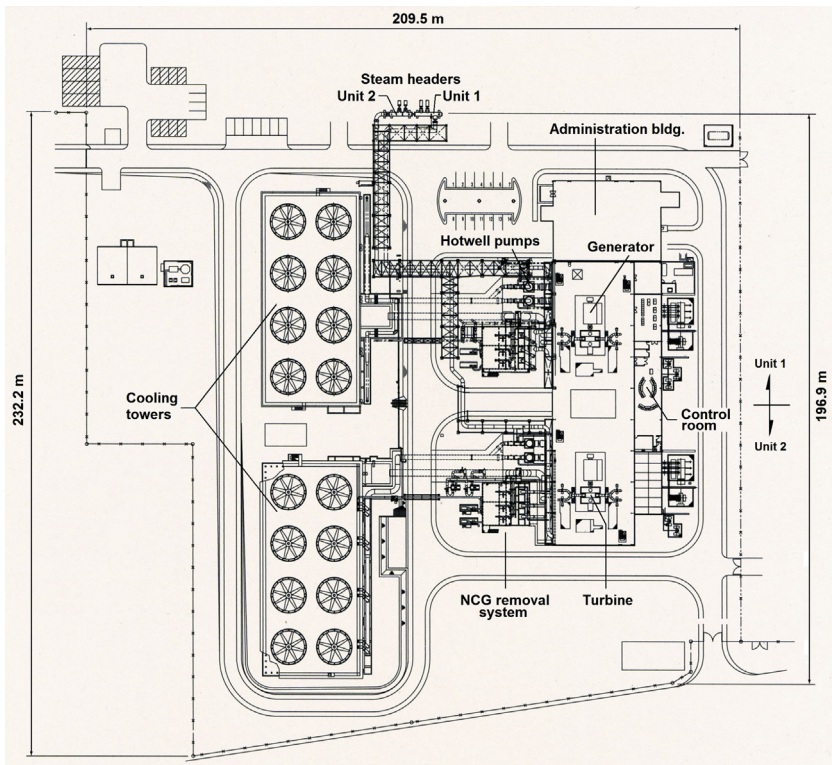 209.5 m
Steam headers
Unit 2
Unit 1
Administration bldg.
Hotwell pumps
Generator
232.2 m
196.9 m
Unit 1
Cooling
towers
Control
room
Unit 2
NCG removal
system
Turbine